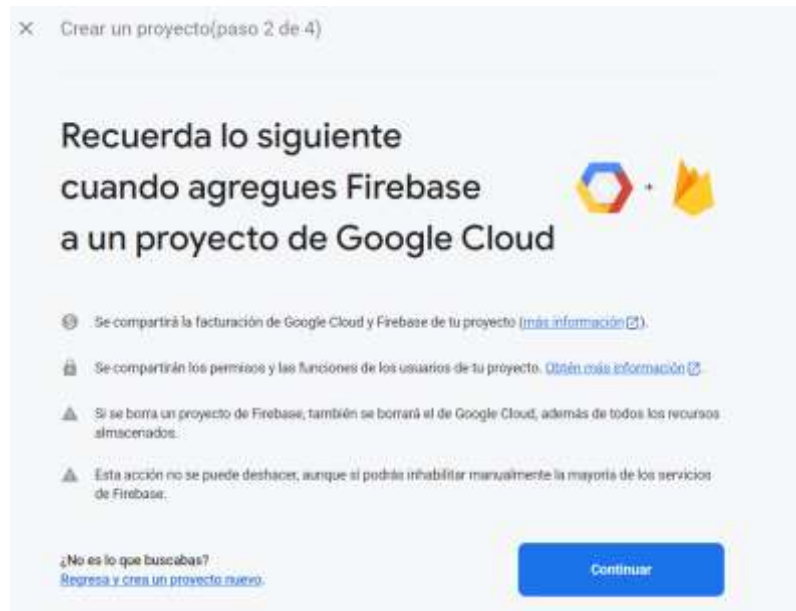 Crear un proyecto(paso 2 de 4)
Recuerda lo siguiente
cuando agregues Firebase
a un proyecto de Google Cloud
Se compartirá la facturación de Google Cloud y Firebase de tu proyecto (más información).
Se compartirán los permisos y las funciones de los usuarios de tu proyecto. Obtén más información.
Si se borra un proyecto de Firebase, también se borrará el de Google Cloud, además de todos los recursos
almacenados.
Esta acción no se puede deshacer, aunque sí podrás inhabilitar manualmente la mayoría de los servicios
de Firebase.
¿No es lo que buscabas?
Regresa y crea un proyecto nuevo.
Continuar